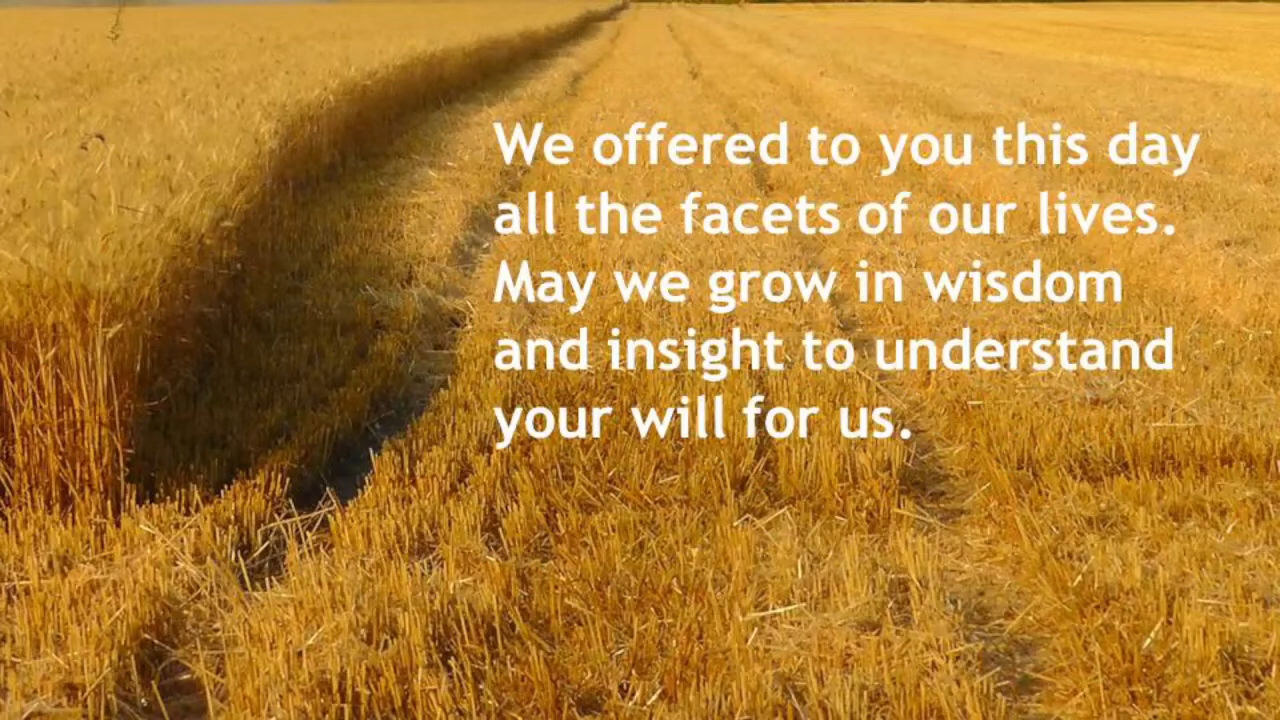 We offered to you this day
all the facets of our lives.
May we grow in wisdom
and insight to understand
your will for us.